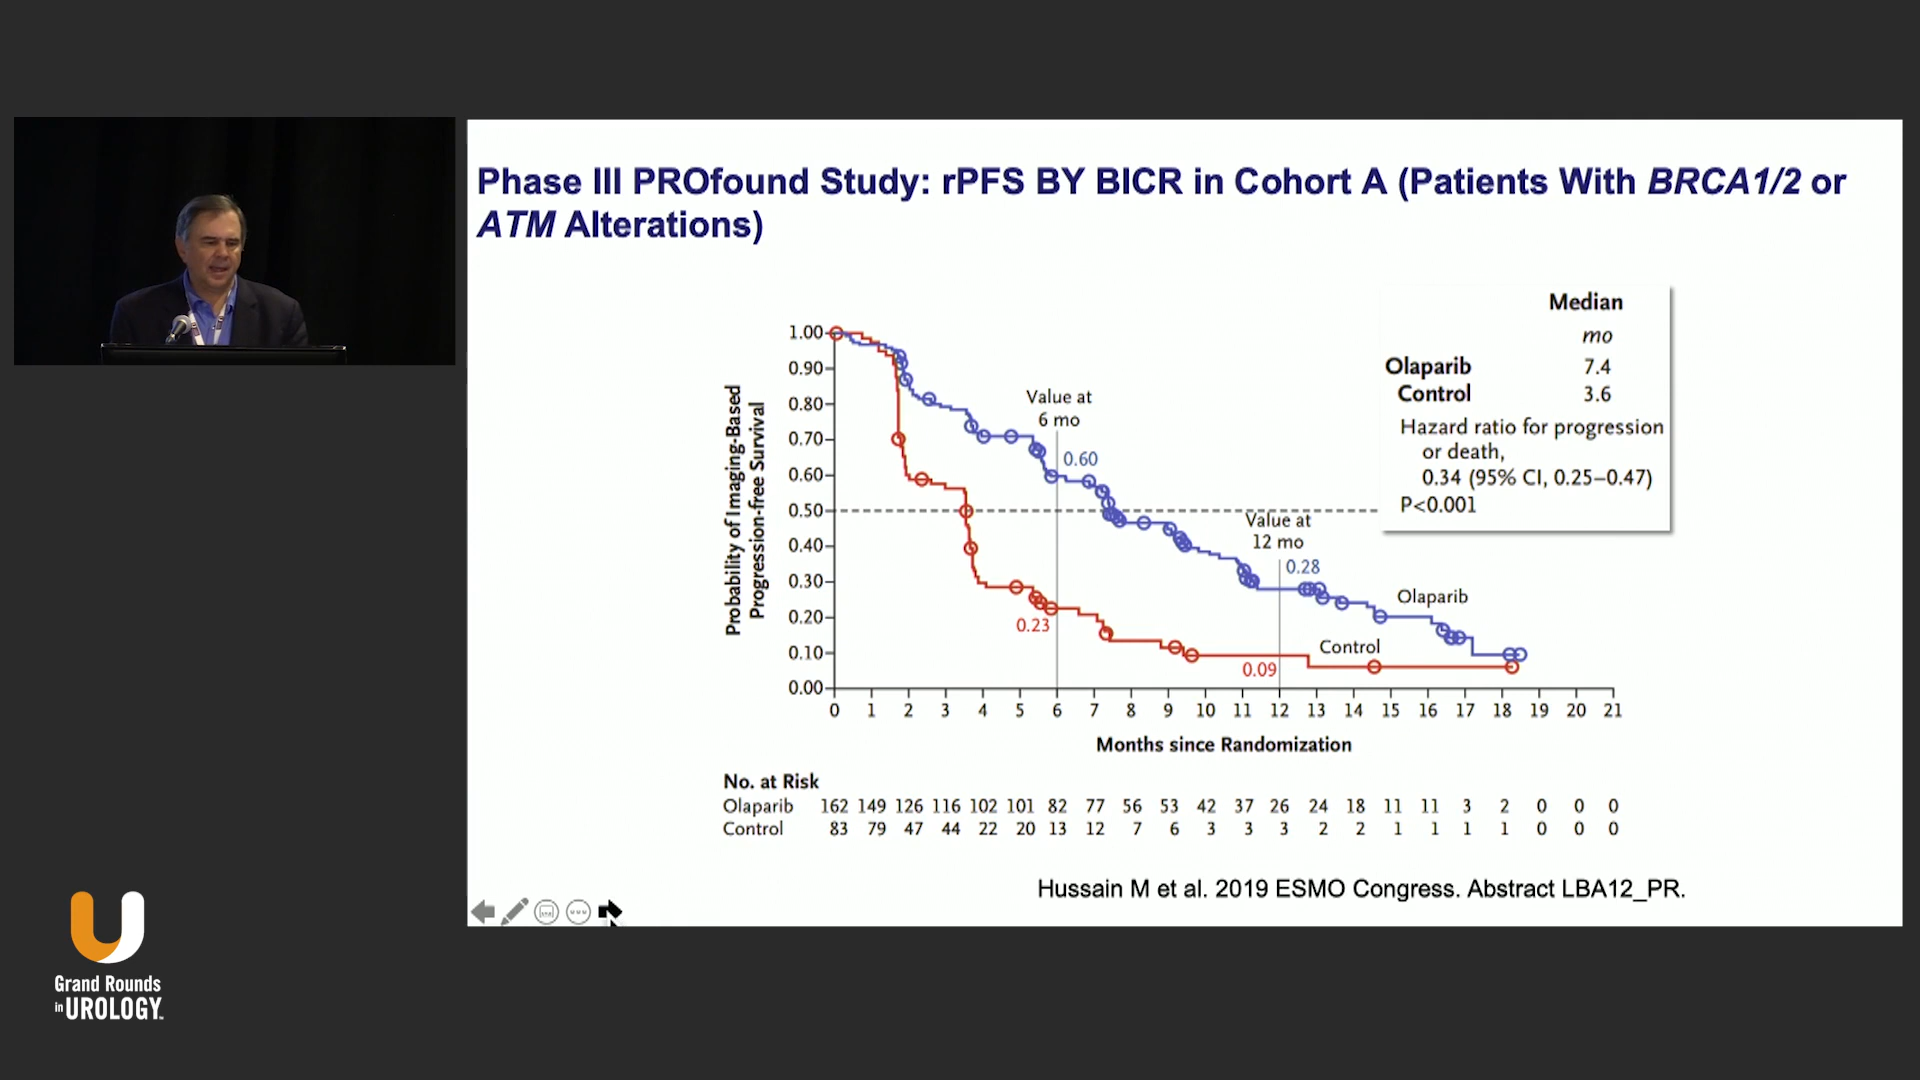 Phase III PROfound Study: rPFS BY BICR in Cohort A (Patients With BRCA1/2 or
ATM Alterations)
Median
mo
Olaparib 7.4
Control 3.6
Hazard ratio for progression
or death,
0.34 (95% CI, 0.25–0.47)
P<0.001
Probability of Imaging-Based
Progression-free Survival
1.00
0.90
0.80
0.70
0.60
0.50
0.40
0.30
0.20
0.10
0.00
Value at
6 mo
0.60
0.23
Value at
12 mo
0.28
0.09
Olaparib
Control
0 1 2 3 4 5 6 7 8 9 10 11 12 13 14 15 16 17 18 19 20 21
Months since Randomization
No. at Risk
Olaparib 162 149 126 116 102 101 82 77 56 53 42 37 26 24 18 11 11 3 2 0 0 0
Control 83 79 47 44 22 20 13 12 7 6 3 3 3 2 2 1 1 1 1 0 0 0
Hussain M et al. 2019 ESMO Congress. Abstract LBA12_PR.
U
Grand Rounds
in UROLOGY